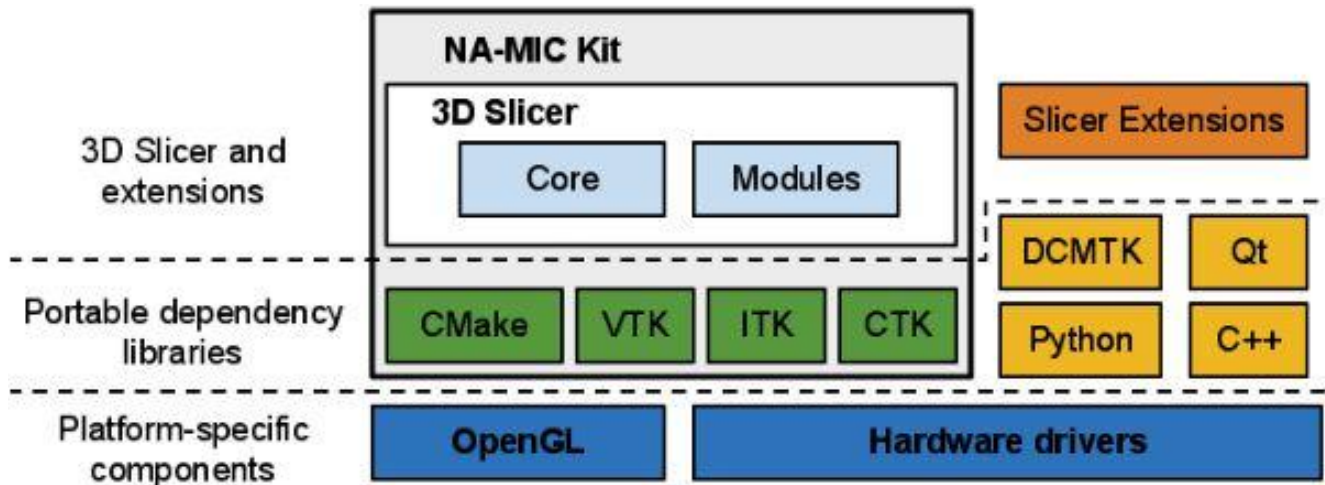 NA-MIC Kit
3D Slicer
Slicer Extensions
3D Slicer and
extensions
Core
Modules
DCMTK
Qt
Portable dependency
libraries
CMake
VTK
ITK
CTK
Python
C++
Platform-specific
components
OpenGL
Hardware drivers